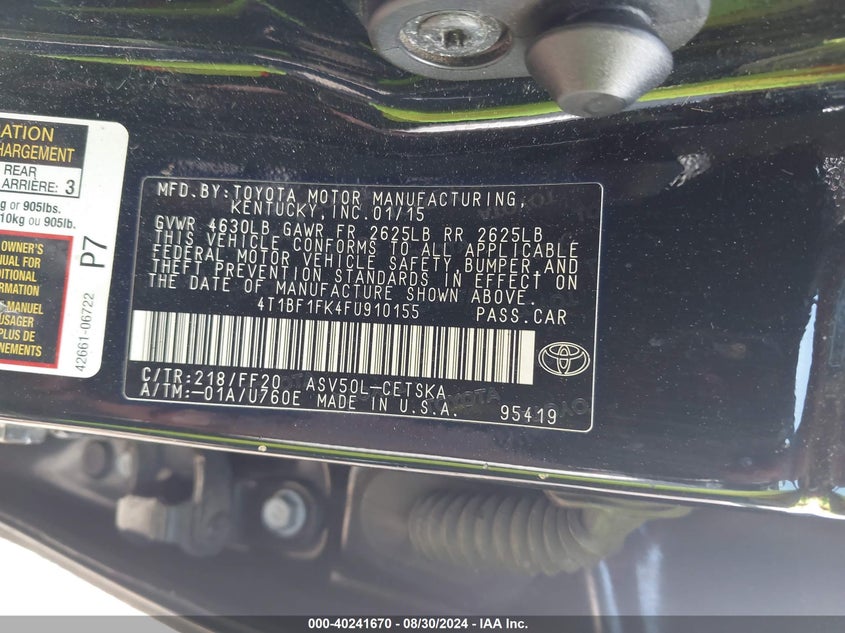 ATION
HARGEMENT
REAR
ARRIÈRE: 3
g or 905lbs.
10kg ou 905lb.
OWNER'S
NUAL FOR
DITIONAL
ORMATION
MANUEL
USAGER
PLUS DE
NEMENTS
P7
42661-06722
MFD.BY:TOYOTA MOTOR MANUFACTURING,
KENTUCKY,INC.01/15
GVWR 4630LB GAWR FR 2625LB RR 2625LB
THIS VEHICLE CONFORMS TO ALL APPLICABLE
FEDERAL MOTOR VEHICLE SAFETY,BUMPER,AND
THEFT PREVENTION STANDARDS IN EFFECT ON
THE DATE OF MANUFACTURE SHOWN ABOVE.
4T1BF1FK4FU910155 PASS.CAR
C/TR:218/FF20 ASV50L-CETSKA
A/TM:-01A/U760E MADE IN U.S.A. 95419
000-40241670 - 08/30/2024 - IAA Inc.